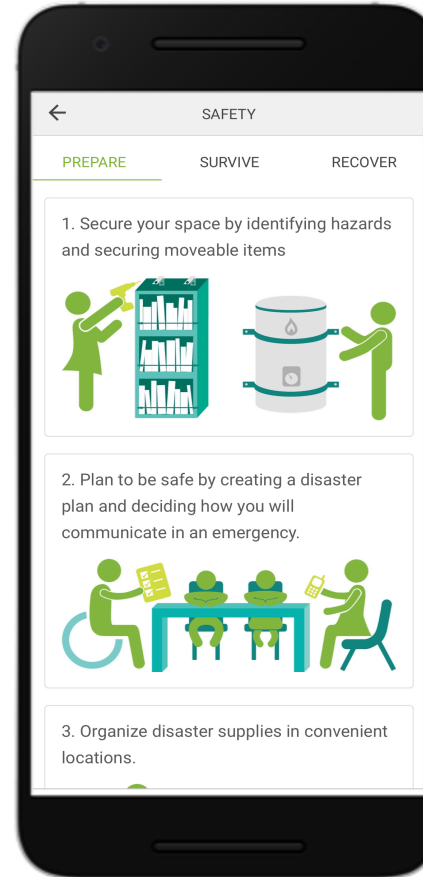 SAFETY
PREPARE SURVIVE RECOVER
1. Secure your space by identifying hazards
and securing moveable items
2. Plan to be safe by creating a disaster
plan and deciding how you will
communicate in an emergency.
3. Organize disaster supplies in convenient
locations.